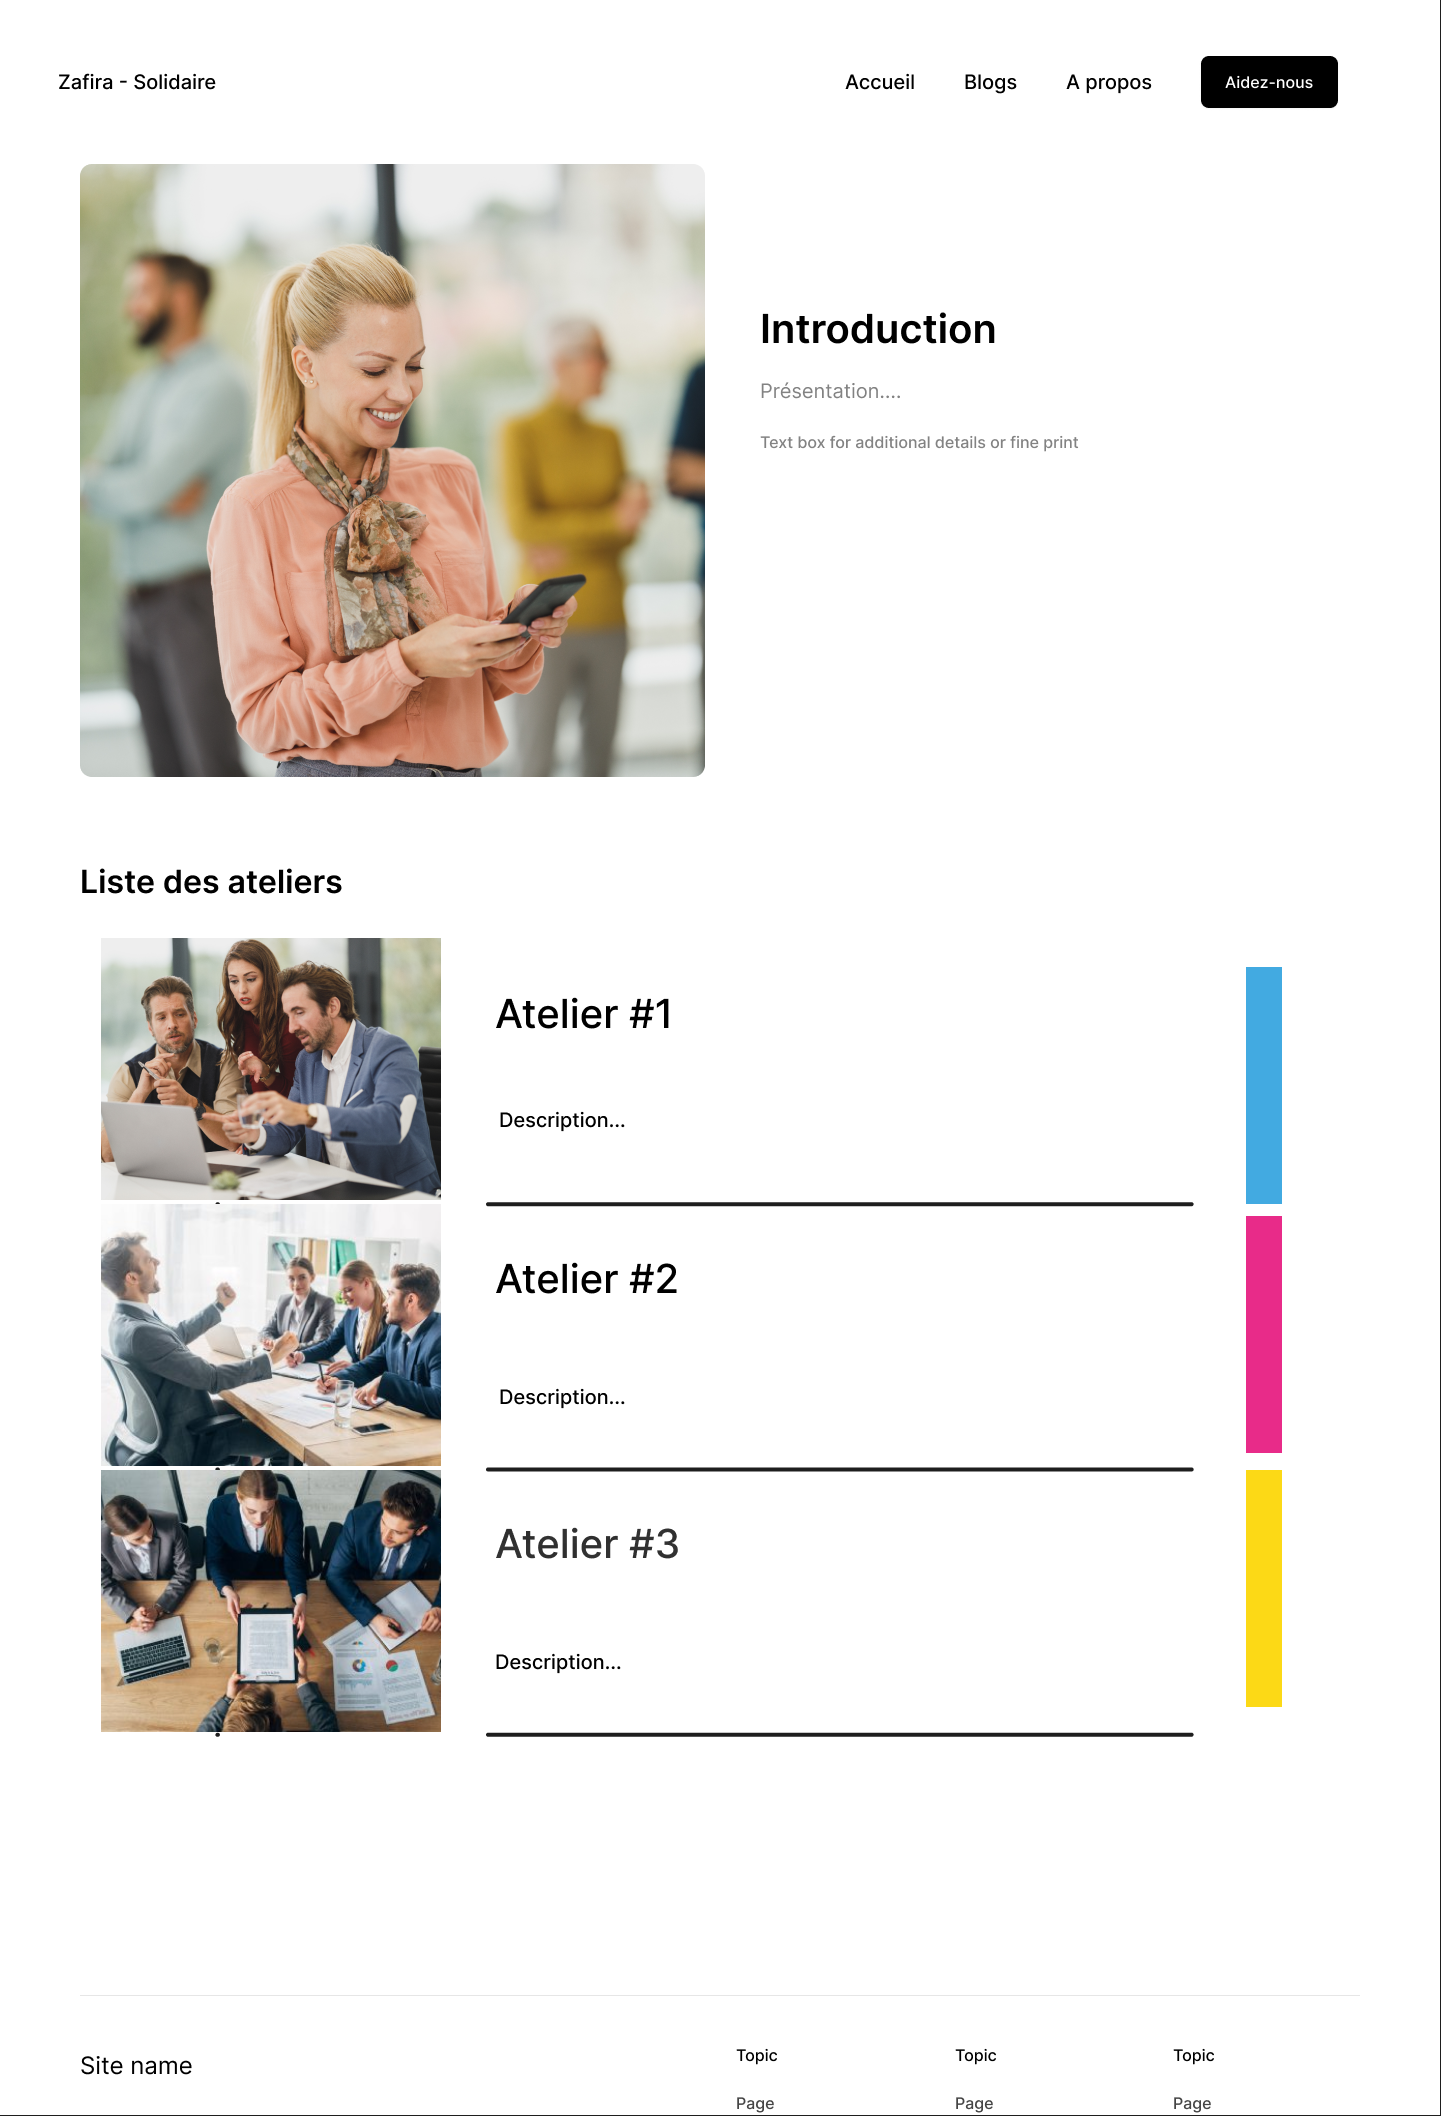 Zafira - Solidaire
Accueil
Blogs
A propos
Aidez-nous
Introduction
Présentation....
Text box for additional details or fine print
Liste des ateliers
Atelier #1
Description...
Atelier #2
Description...
Atelier #3
Description...
Site name
Topic
Topic
Topic
Page
Page
Page